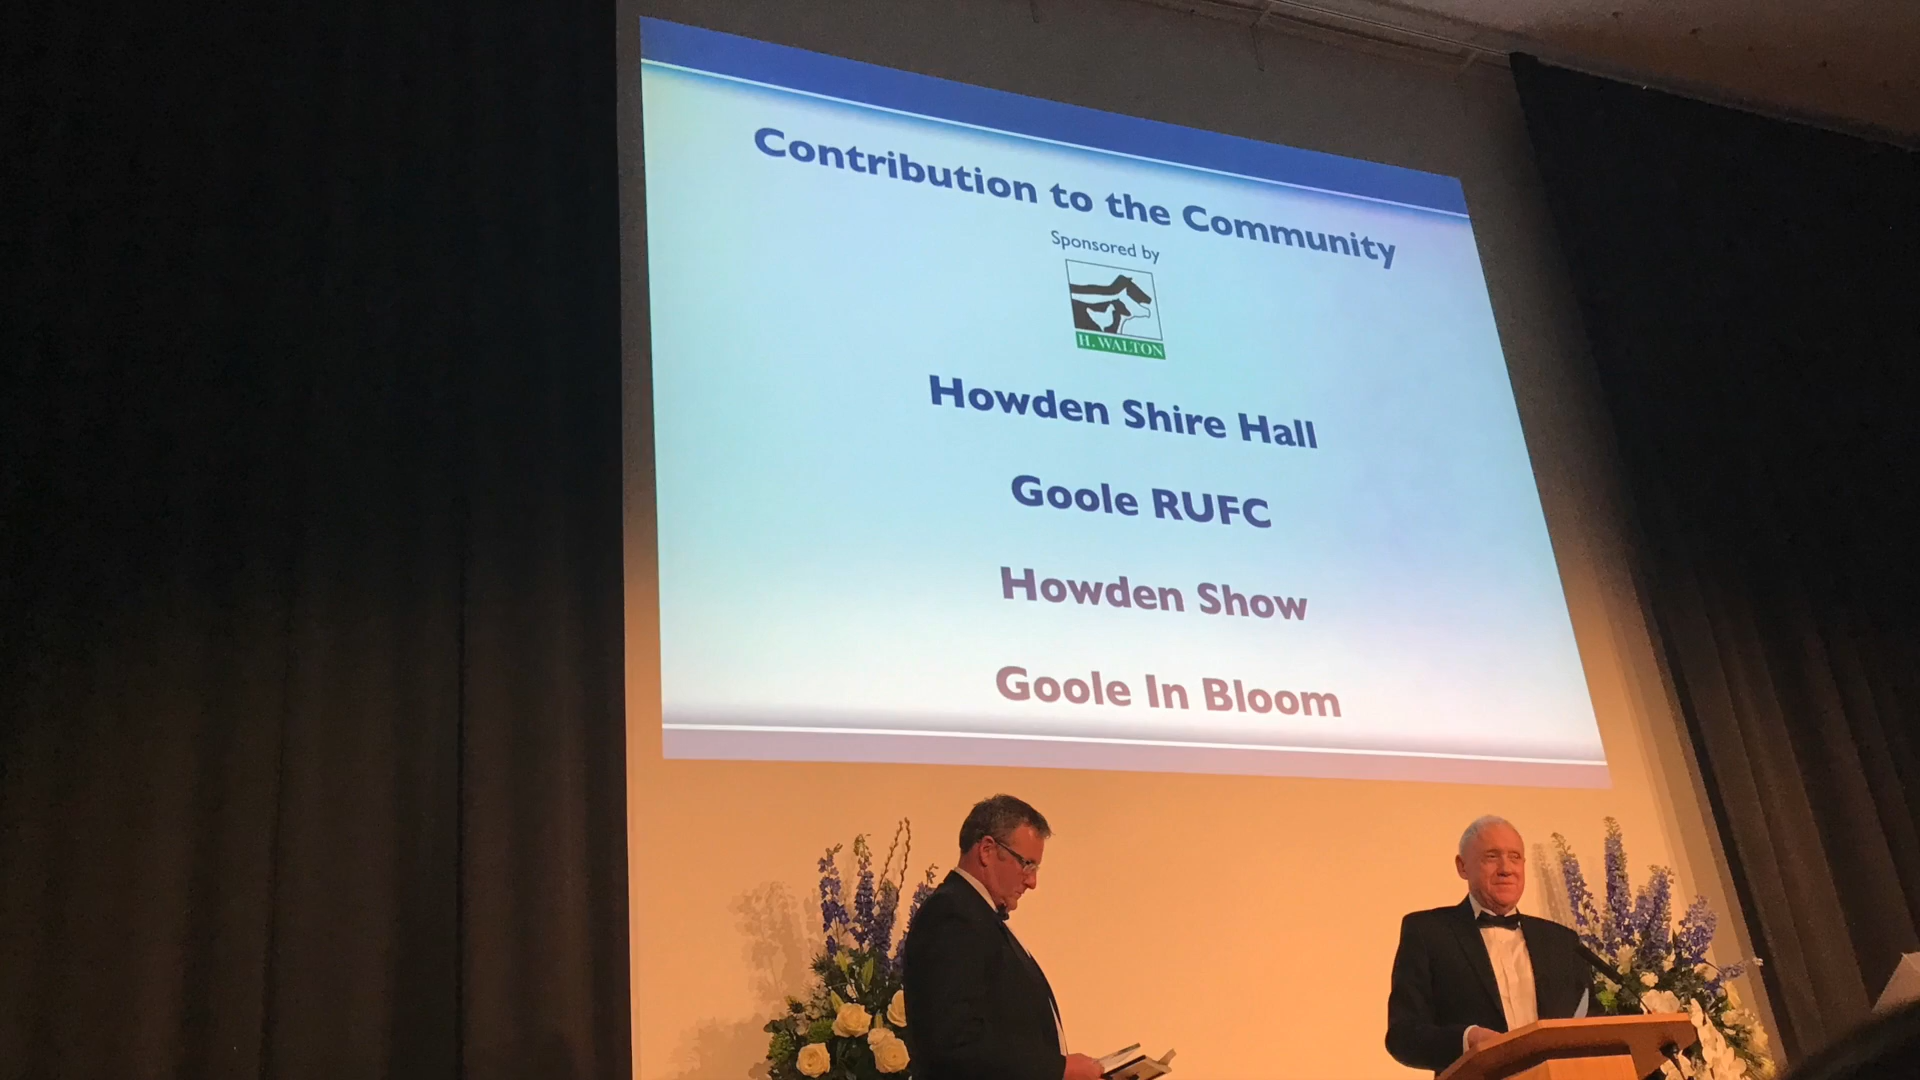 Contribution to the Community
Sponsored by
H. WALTON
Howden Shire Hall
Goole RUFC
Howden Show
Goole In Bloom